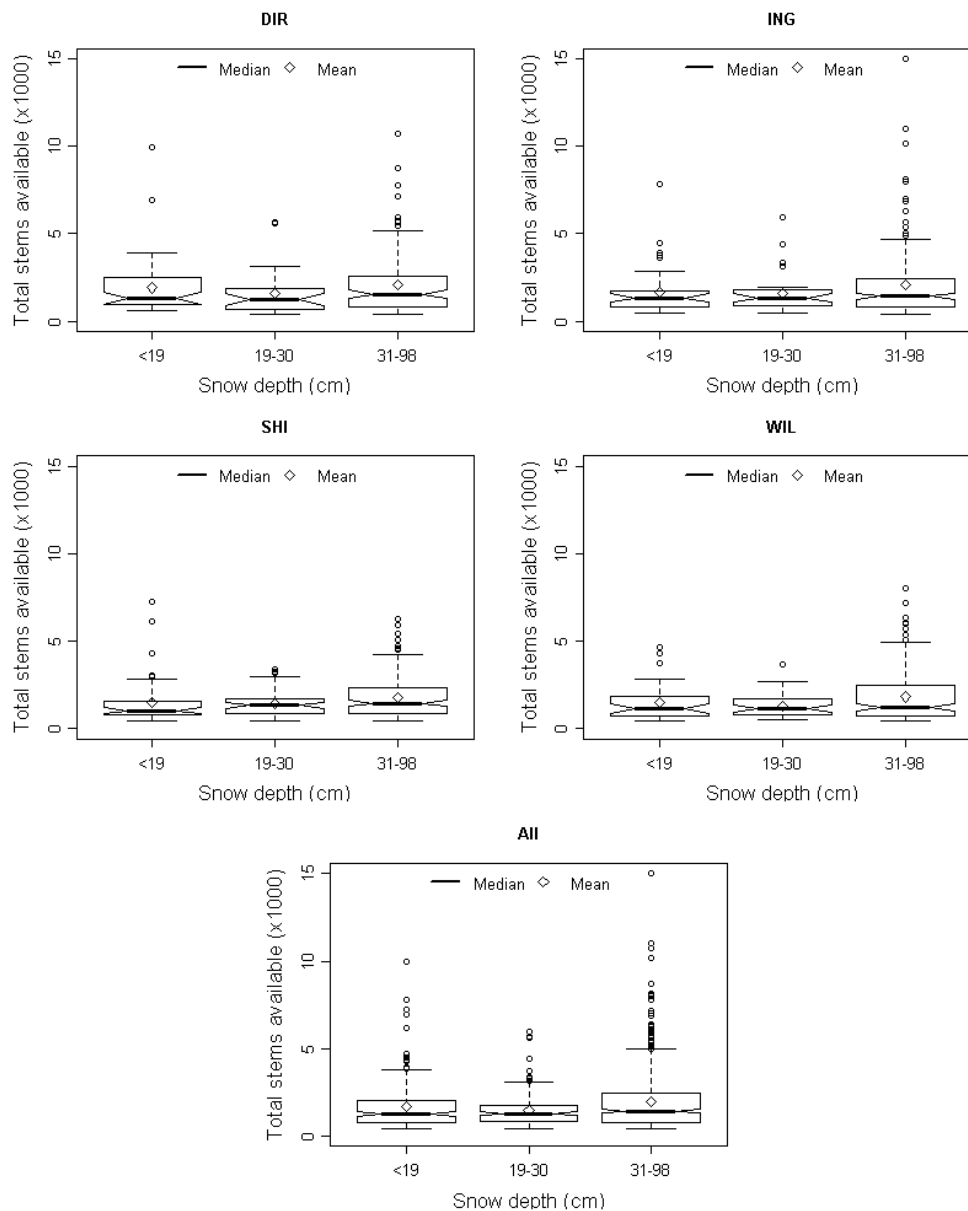 DIR
Median Mean
Total stems available (x1000)
15
10
5
0
<19 19-30 31-98
Snow depth (cm)
ING
Median Mean
Total stems available (x1000)
15
10
5
0
<19 19-30 31-98
Snow depth (cm)
SHI
Median Mean
Total stems available (x1000)
15
10
5
0
<19 19-30 31-98
Snow depth (cm)
WIL
Median Mean
Total stems available (x1000)
15
10
5
0
<19 19-30 31-98
Snow depth (cm)
All
Median Mean
Total stems available (x1000)
15
10
5
0
<19 19-30 31-98
Snow depth (cm)